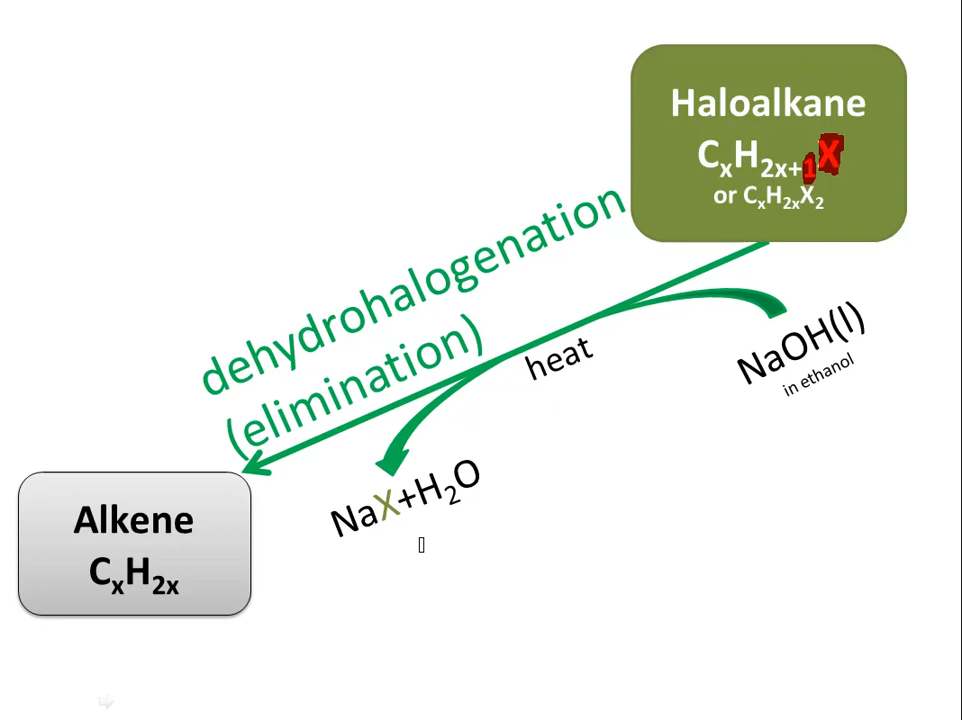 Haloalkane
CₓH₂ₓ₊₁X
or CₓH₂ₓX₂
dehydrohalogenation
(elimination)
heat
NaOH(l)
in ethanol
NaX+H₂O
Alkene
CₓH₂ₓ